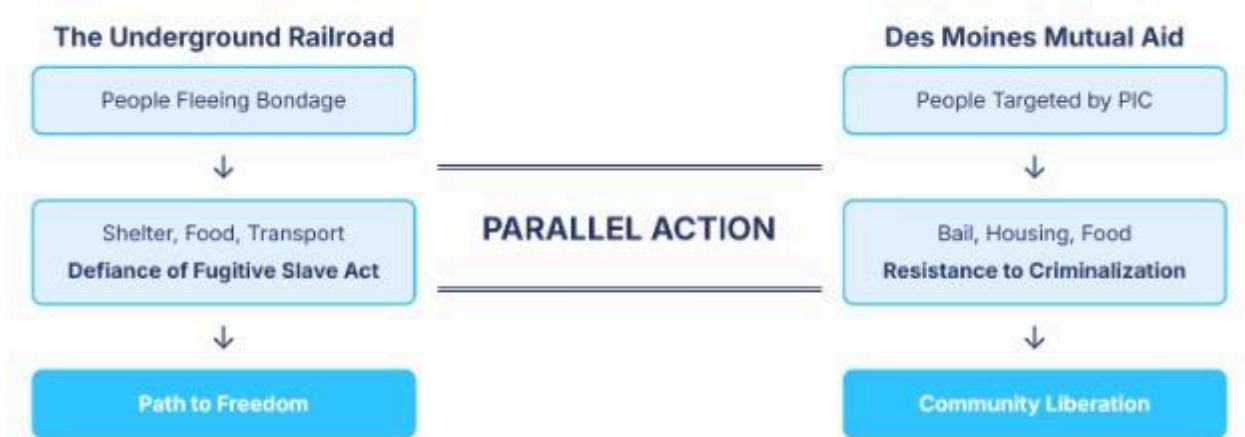 The Underground Railroad
People Fleeing Bondage
↓
Shelter, Food, Transport
Defiance of Fugitive Slave Act
↓
Path to Freedom
PARALLEL ACTION
Des Moines Mutual Aid
People Targeted by PIC
↓
Bail, Housing, Food
Resistance to Criminalization
↓
Community Liberation